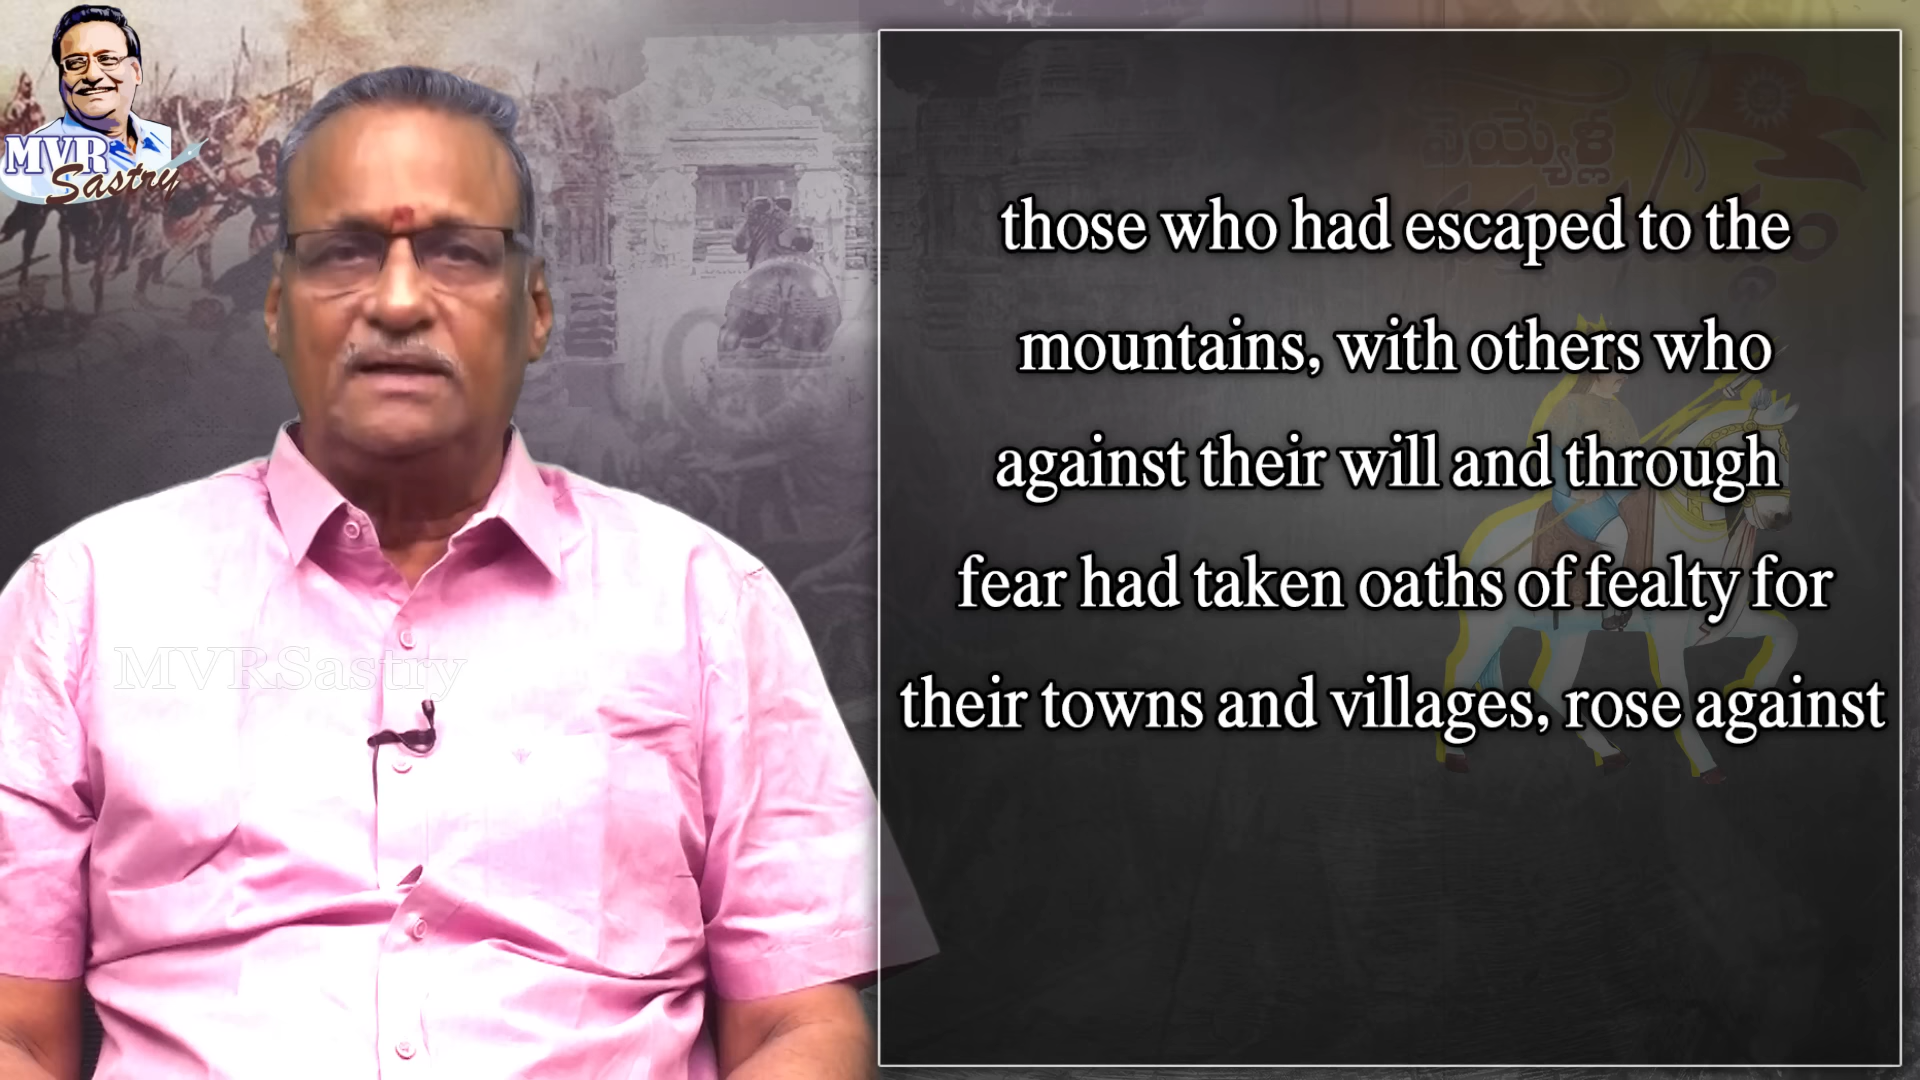 MVR
Sastry
వెయ్యేళ్ల
those who had escaped to the
mountains, with others who
against their will and through
fear had taken oaths of fealty for
their towns and villages, rose against
MVRSastry